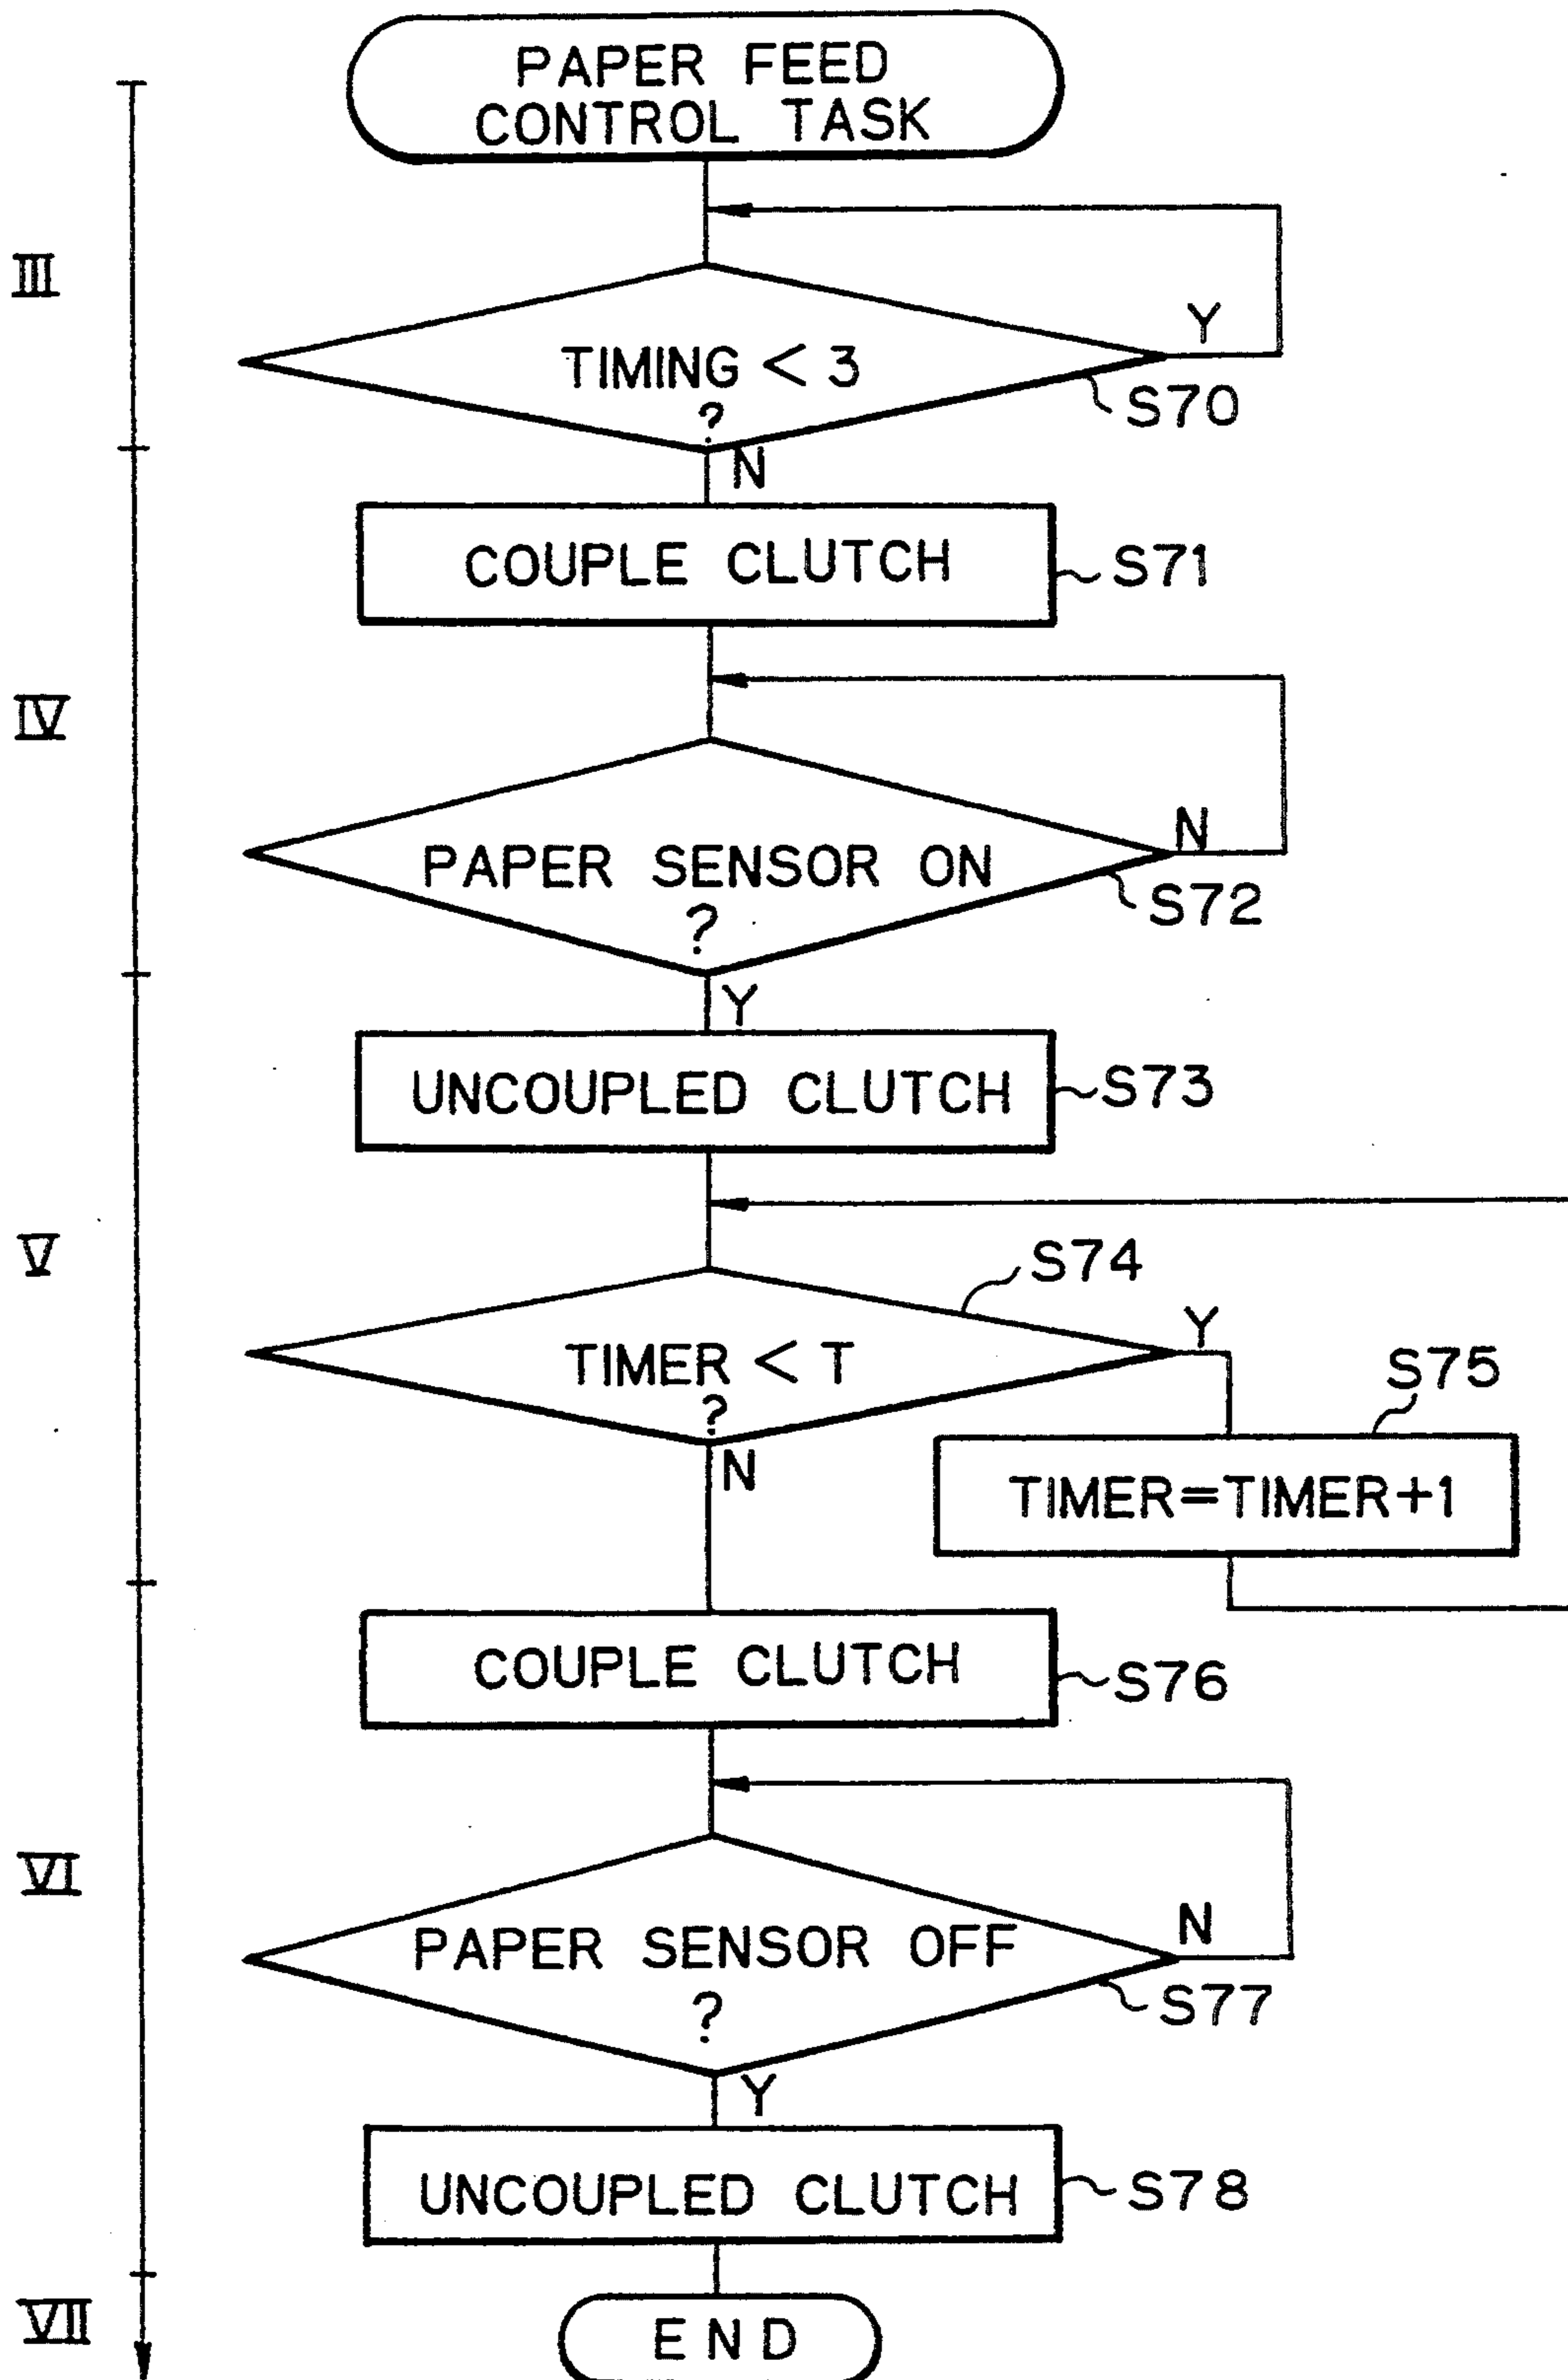 PAPER FEED
CONTROL TASK
III
Y
TIMING < 3
?
S70
N
COUPLE CLUTCH
S71
IV
N
PAPER SENSOR ON
?
S72
Y
UNCOUPLED CLUTCH
S73
V
S74
Y
TIMER < T
?
S75
N
TIMER=TIMER+1
COUPLE CLUTCH
S76
VI
N
PAPER SENSOR OFF
?
S77
Y
UNCOUPLED CLUTCH
S78
VII
END